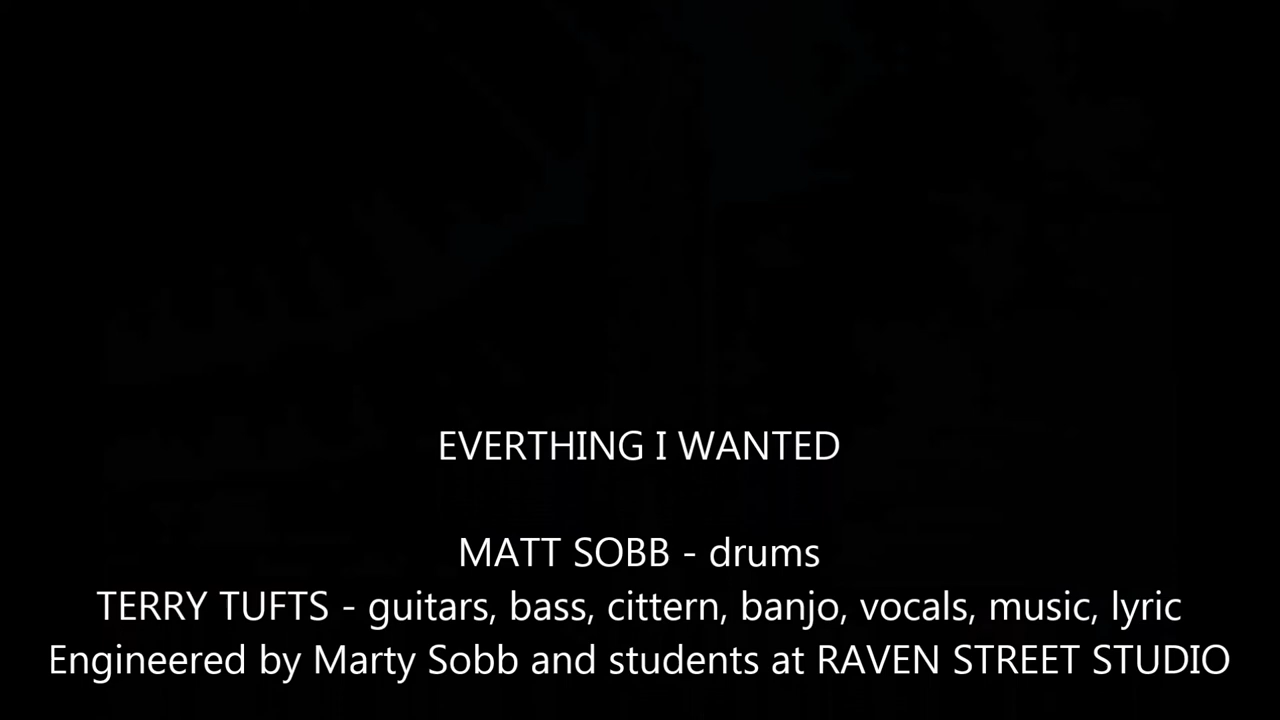 EVERTHING I WANTED
MATT SOBB - drums
TERRY TUFTS - guitars, bass, cittern, banjo, vocals, music, lyric
Engineered by Marty Sobb and students at RAVEN STREET STUDIO